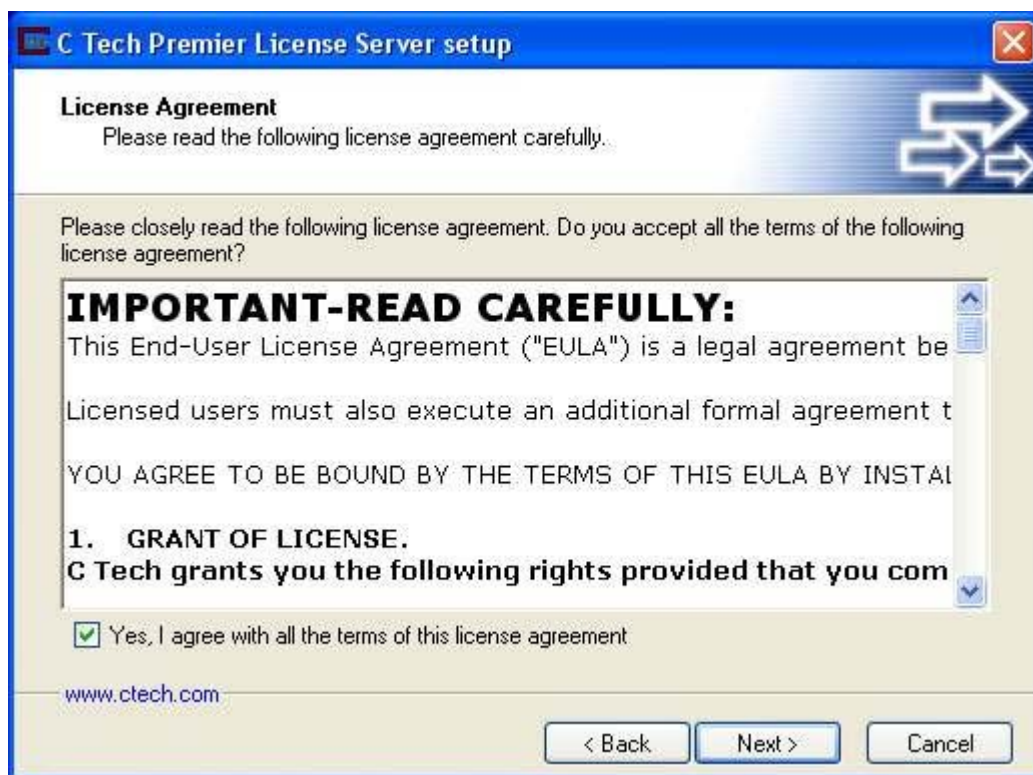 C Tech Premier License Server setup
License Agreement
Please read the following license agreement carefully.
Please closely read the following license agreement. Do you accept all the terms of the following
license agreement?
IMPORTANT-READ CAREFULLY:
This End-User License Agreement ("EULA") is a legal agreement be
Licensed users must also execute an additional formal agreement t
YOU AGREE TO BE BOUND BY THE TERMS OF THIS EULA BY INSTAL
1. GRANT OF LICENSE.
C Tech grants you the following rights provided that you com
Yes, I agree with all the terms of this license agreement
www.ctech.com
< Back Next > Cancel